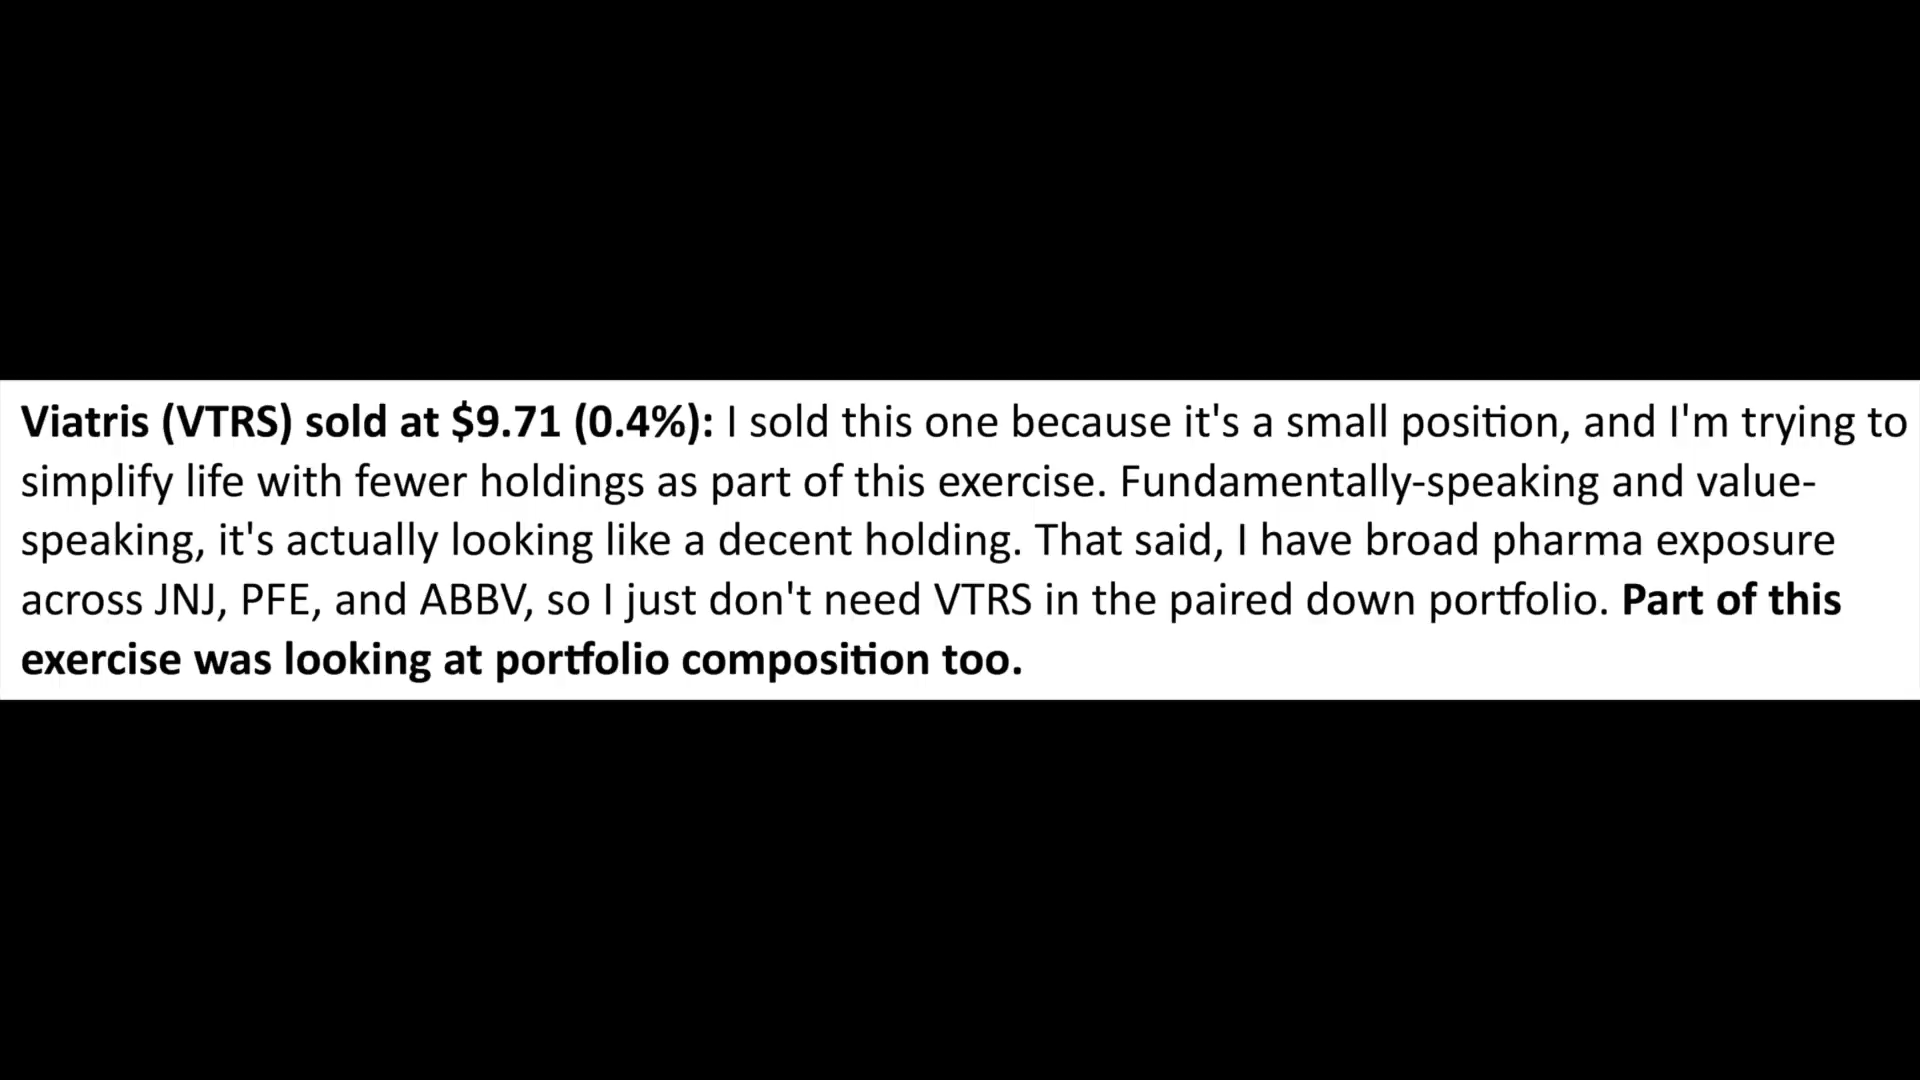 Viatris (VTRS) sold at $9.71 (0.4%): I sold this one because it's a small position, and I'm trying to
simplify life with fewer holdings as part of this exercise. Fundamentally-speaking and value-
speaking, it's actually looking like a decent holding. That said, I have broad pharma exposure
across JNJ, PFE, and ABBV, so I just don't need VTRS in the paired down portfolio. Part of this
exercise was looking at portfolio composition too.